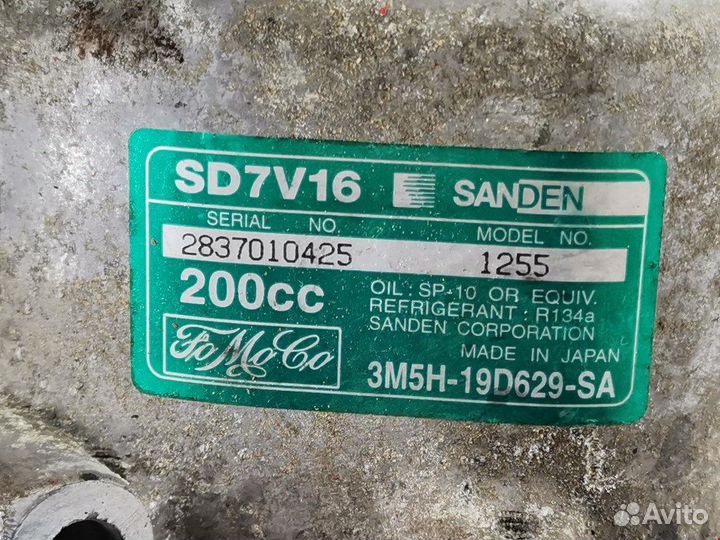 SD7V16 SANDEN
SERIAL NO. MODEL NO.
2837010425 1255
200cc
OIL : SP-10 OR EQUIV.
REFRIGERANT : R134a
SANDEN CORPORATION
MADE IN JAPAN
FoMoCo
3M5H-19D629-SA
Avito